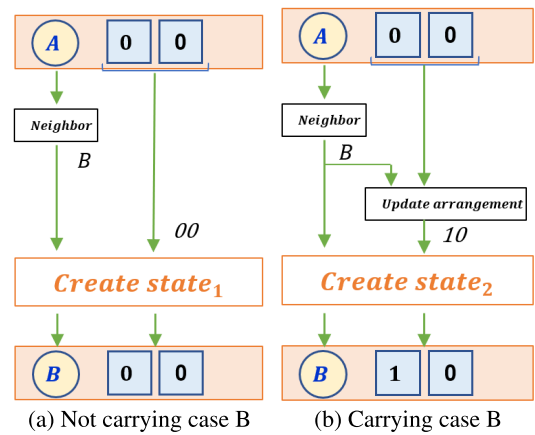 A 0 0
Neighbor
B
00
Create state1
B 0 0
(a) Not carrying case B
A 0 0
Neighbor
B
Update arrangement
10
Create state2
B 1 0
(b) Carrying case B